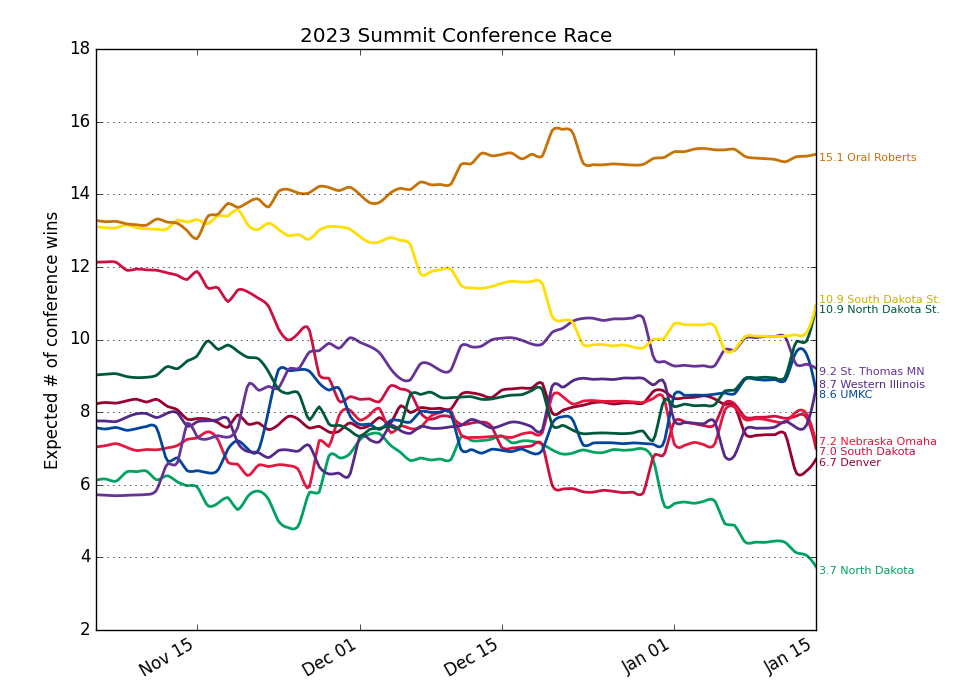 2023 Summit Conference Race
Expected # of conference wins
18
16
14
12
10
8
6
4
2
Nov 15
Dec 01
Dec 15
Jan 01
Jan 15
15.1 Oral Roberts
10.9 South Dakota St.
10.9 North Dakota St.
9.2 St. Thomas MN
8.7 Western Illinois
8.6 UMKC
7.2 Nebraska Omaha
7.0 South Dakota
6.7 Denver
3.7 North Dakota